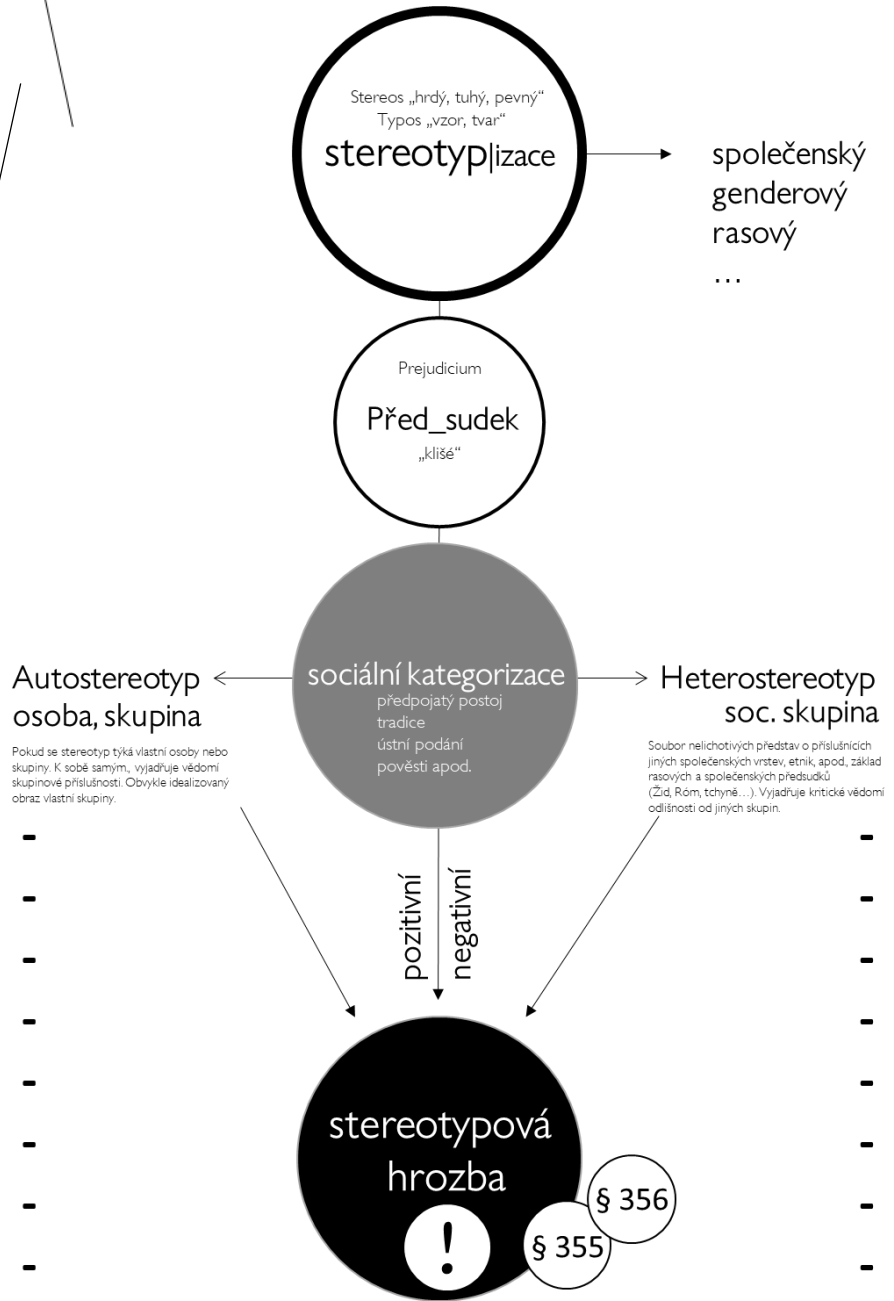 Stereos „hrdý, tuhý, pevný“
Typos „vzor, tvar“
stereotyp|izace
společenský
genderový
rasový
…
Prejudicium
Před_sudek
„klišé“
sociální kategorizace
předpojatý postoj
tradice
ústní podání
pověsti apod.
Autostereotyp
osoba, skupina
Pokud se stereotyp týká vlastní osoby nebo
skupiny. K sobě samým, vyjadřuje vědomí
skupinové příslušnosti. Obvykle idealizovaný
obraz vlastní skupiny.
Heterostereotyp
soc. skupina
Soubor nelichotivých představ o příslušnících
jiných společenských vrstev, etnik, apod., základ
rasových a společenských předsudků
(Žid, Róm, tchyně…). Vyjadřuje kritické vědomí
odlišnosti od jiných skupin.
pozitivní
negativní
stereotypová
hrozba
!
§ 356
§ 355